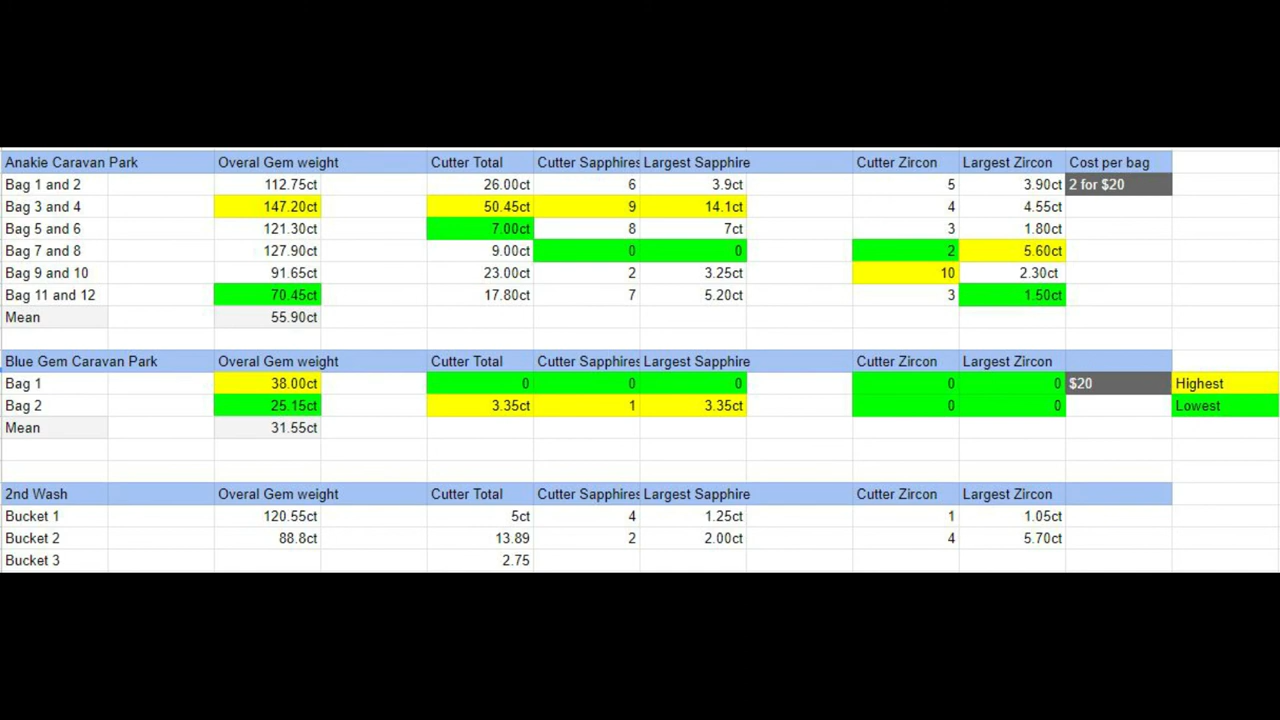 Anakie Caravan Park Overal Gem weight Cutter Total Cutter Sapphires Largest Sapphire Cutter Zircon Largest Zircon Cost per bag
Bag 1 and 2 112.75ct 26.00ct 6 3.9ct 5 3.90ct 2 for $20
Bag 3 and 4 147.20ct 50.45ct 9 14.1ct 4 4.55ct
Bag 5 and 6 121.30ct 7.00ct 8 7ct 3 1.80ct
Bag 7 and 8 127.90ct 9.00ct 0 0 2 5.60ct
Bag 9 and 10 91.65ct 23.00ct 2 3.25ct 10 2.30ct
Bag 11 and 12 70.45ct 17.80ct 7 5.20ct 3 1.50ct
Mean 55.90ct
Blue Gem Caravan Park Overal Gem weight Cutter Total Cutter Sapphires Largest Sapphire Cutter Zircon Largest Zircon
Bag 1 38.00ct 0 0 0 0 0 $20 Highest
Bag 2 25.15ct 3.35ct 1 3.35ct 0 0 Lowest
Mean 31.55ct
2nd Wash Overal Gem weight Cutter Total Cutter Sapphires Largest Sapphire Cutter Zircon Largest Zircon
Bucket 1 120.55ct 5ct 4 1.25ct 1 1.05ct
Bucket 2 88.8ct 13.89 2 2.00ct 4 5.70ct
Bucket 3 2.75